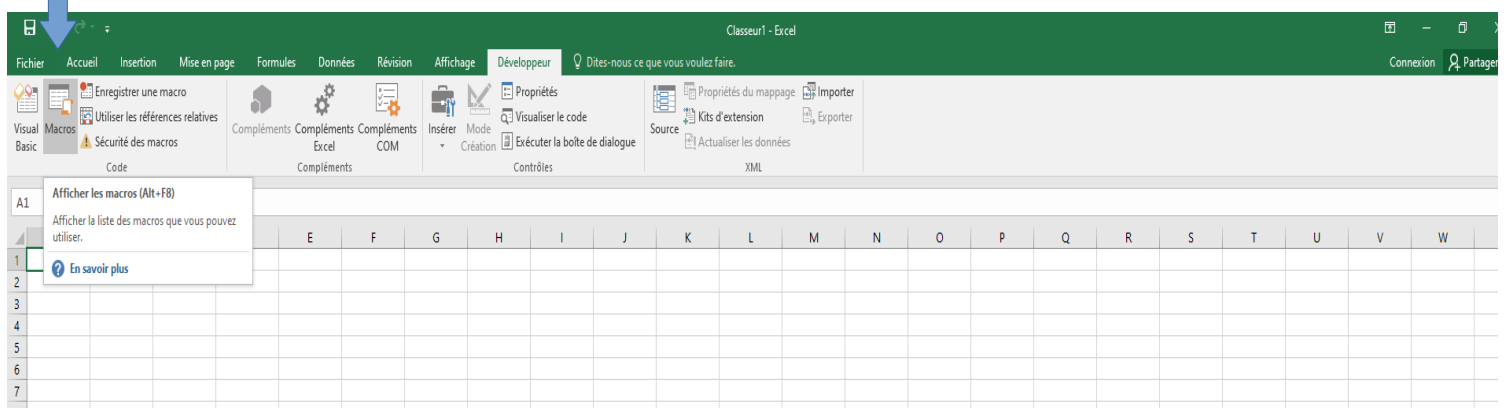 Classeur1 - Excel
Fichier Accueil Insertion Mise en page Formules Données Révision Affichage Développeur Dites-nous ce que vous voulez faire. Connexion Partager
Visual Basic
Macros
Enregistrer une macro
Utiliser les références relatives
Sécurité des macros
Code
Compléments
Compléments Excel
Compléments COM
Compléments
Insérer
Mode Création
Propriétés
Visualiser le code
Exécuter la boîte de dialogue
Contrôles
Source
Propriétés du mappage
Kits d'extension
Actualiser les données
Importer
Exporter
XML
A1
Afficher les macros (Alt+F8)
Afficher la liste des macros que vous pouvez
utiliser.
En savoir plus
E F G H I J K L M N O P Q R S T U V W
1
2
3
4
5
6
7